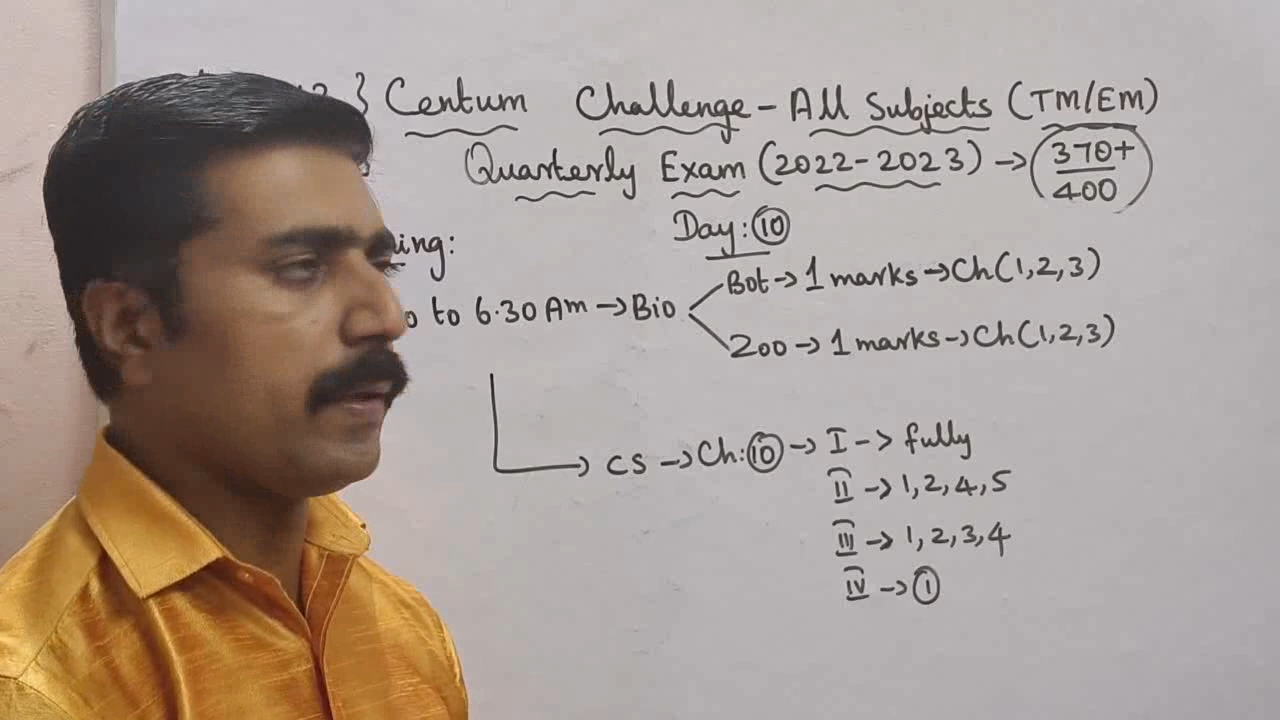 } Centum Challenge - All Subjects (TM/EM)
Quarterly Exam (2022-2023) → 370+/400
Day: 10
ing:
to 6.30 Am → Bio
Bot → 1 marks → Ch (1,2,3)
Zoo → 1 marks → Ch (1,2,3)
CS → Ch: 10 → I → fully
II → 1, 2, 4, 5
III → 1, 2, 3, 4
IV → 1